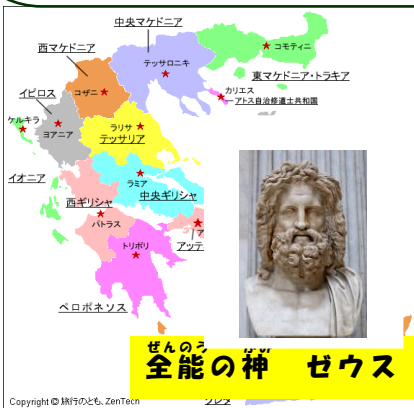 中央マケドニア
西マケドニア
コモティニ
テッサロニキ
東マケドニア・トラキア
コザニ
カリエス
アトス自治修道士共和国
イピロス
ケルキラ
ヨアニナ
ラリサ
テッサリア
イオニア
ラミア
中央ギリシャ
西ギリシャ
パトラス
ア
アッテ
トリポリ
ペロポネソス
ぜんのう
全能の神 ゼウス
Copyright © 旅行のとも、ZenTech